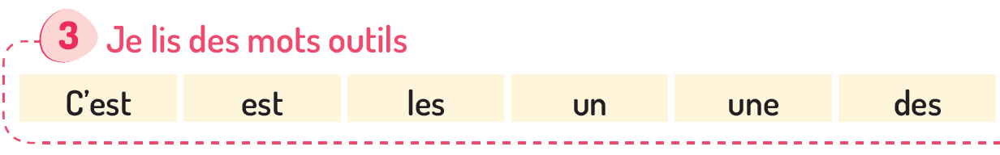 3 Je lis des mots outils
C'est est les un une des